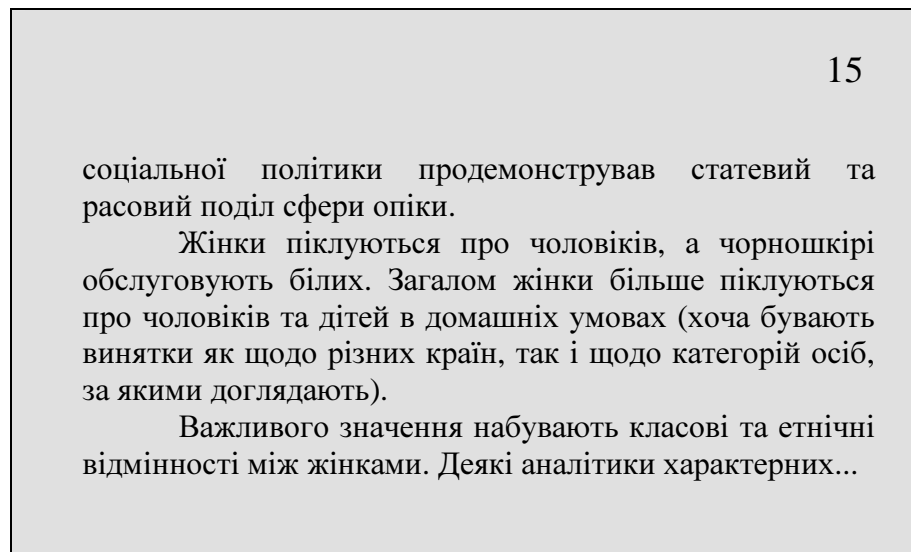 15
соціальної політики продемонстрував статевий та
расовий поділ сфери опіки.
Жінки піклуються про чоловіків, а чорношкірі
обслуговують білих. Загалом жінки більше піклуються
про чоловіків та дітей в домашніх умовах (хоча бувають
винятки як щодо різних країн, так і щодо категорій осіб,
за якими доглядають).
Важливого значення набувають класові та етнічні
відмінності між жінками. Деякі аналітики характерних...